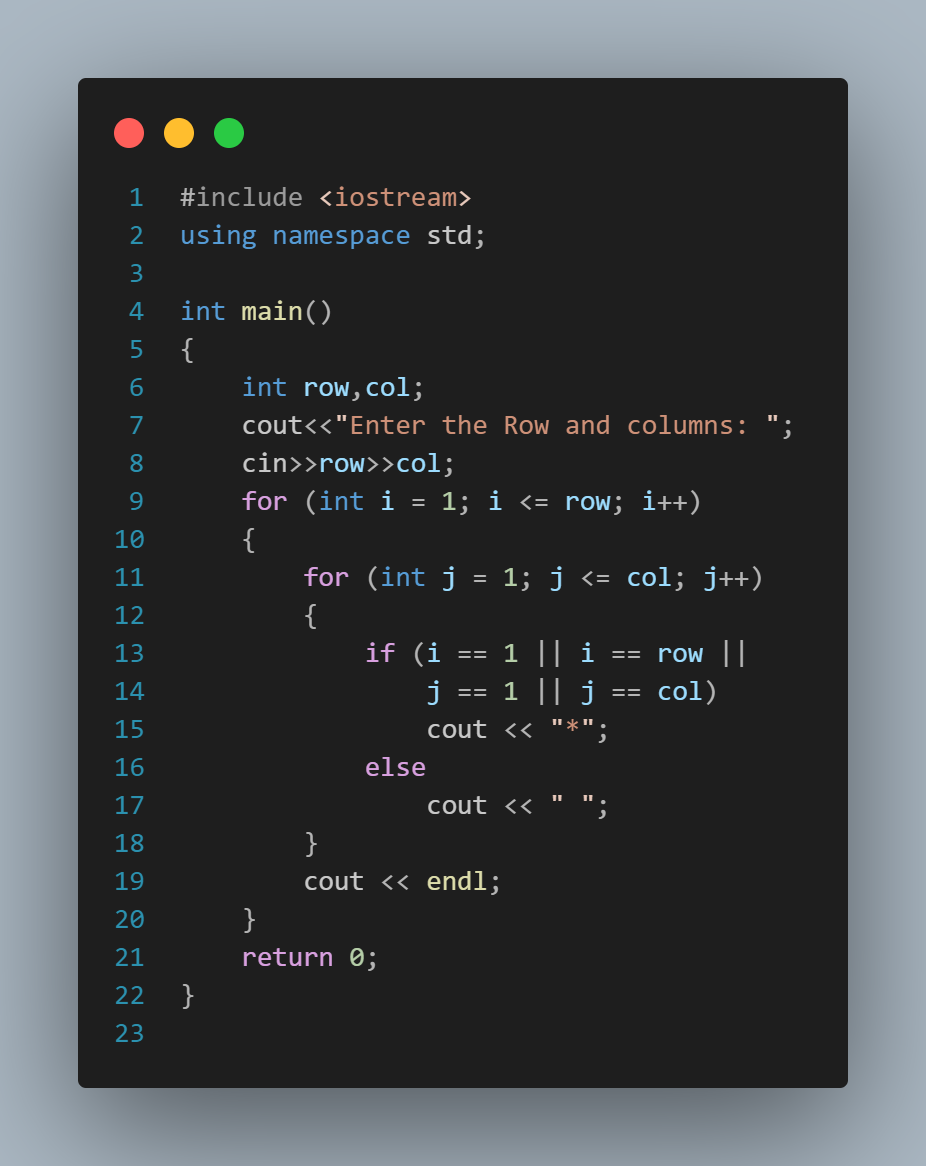 1 #include <iostream>
2 using namespace std;
3
4 int main()
5 {
6     int row,col;
7     cout<<"Enter the Row and columns: ";
8     cin>>row>>col;
9     for (int i = 1; i <= row; i++)
10     {
11         for (int j = 1; j <= col; j++)
12         {
13             if (i == 1 || i == row ||
14                 j == 1 || j == col)
15                 cout << "*";
16             else
17                 cout << " ";
18         }
19         cout << endl;
20     }
21     return 0;
22 }
23